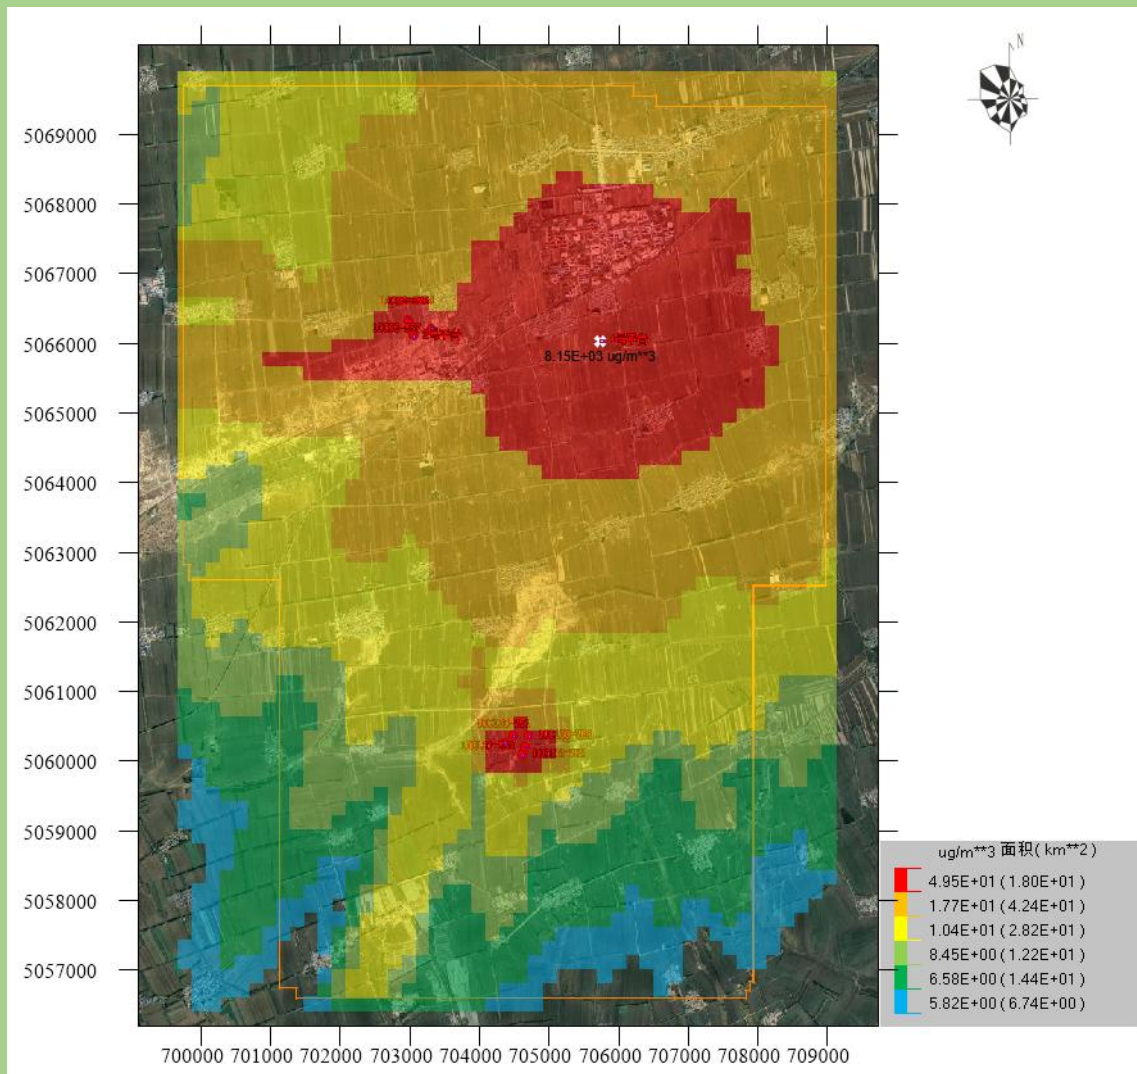 N
5069000
5068000
5067000
5066000
8.15E+03 ug/m**3
5065000
5064000
5063000
5062000
5061000
5060000
5059000
5058000
5057000
ug/m**3 面积( km**2 )
4.95E+01 ( 1.80E+01 )
1.77E+01 ( 4.24E+01 )
1.04E+01 ( 2.82E+01 )
8.45E+00 ( 1.22E+01 )
6.58E+00 ( 1.44E+01 )
5.82E+00 ( 6.74E+00 )
700000 701000 702000 703000 704000 705000 706000 707000 708000 709000